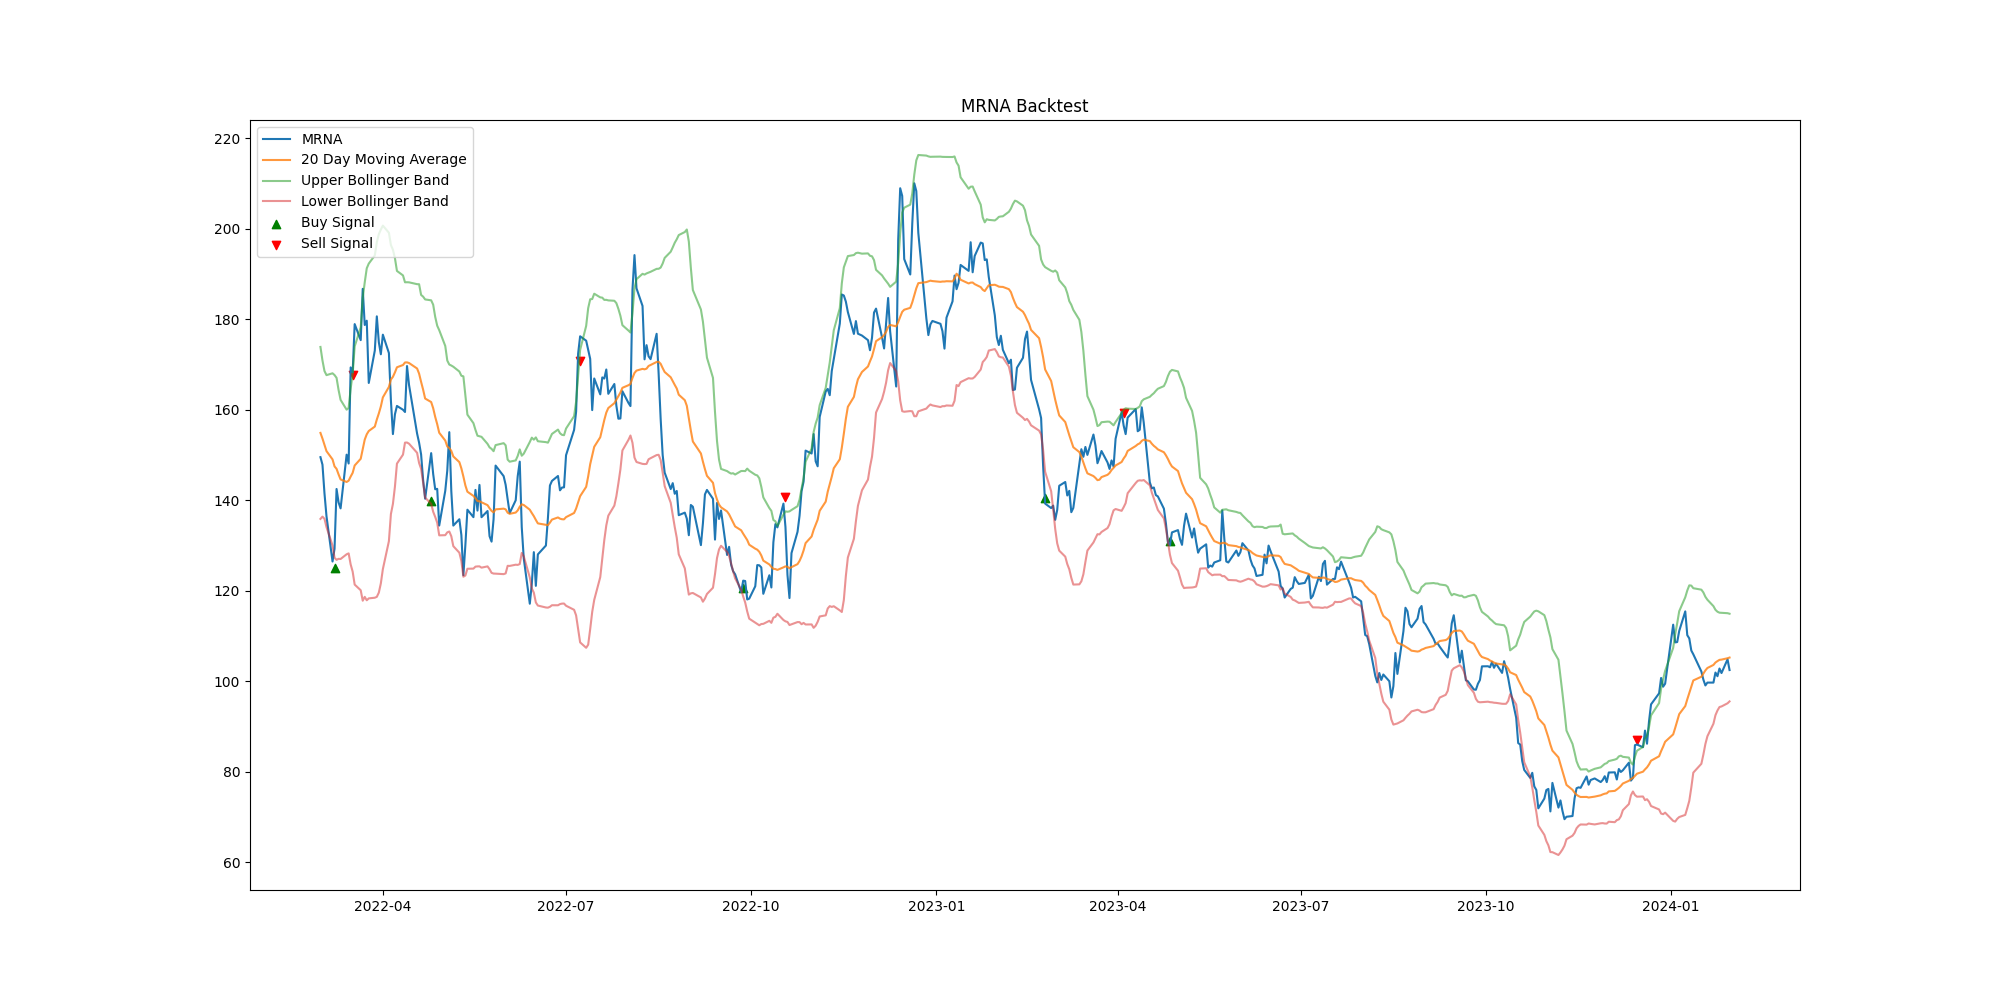 MRNA Backtest
MRNA
20 Day Moving Average
Upper Bollinger Band
Lower Bollinger Band
Buy Signal
Sell Signal
220
200
180
160
140
120
100
80
60
2022-04
2022-07
2022-10
2023-01
2023-04
2023-07
2023-10
2024-01